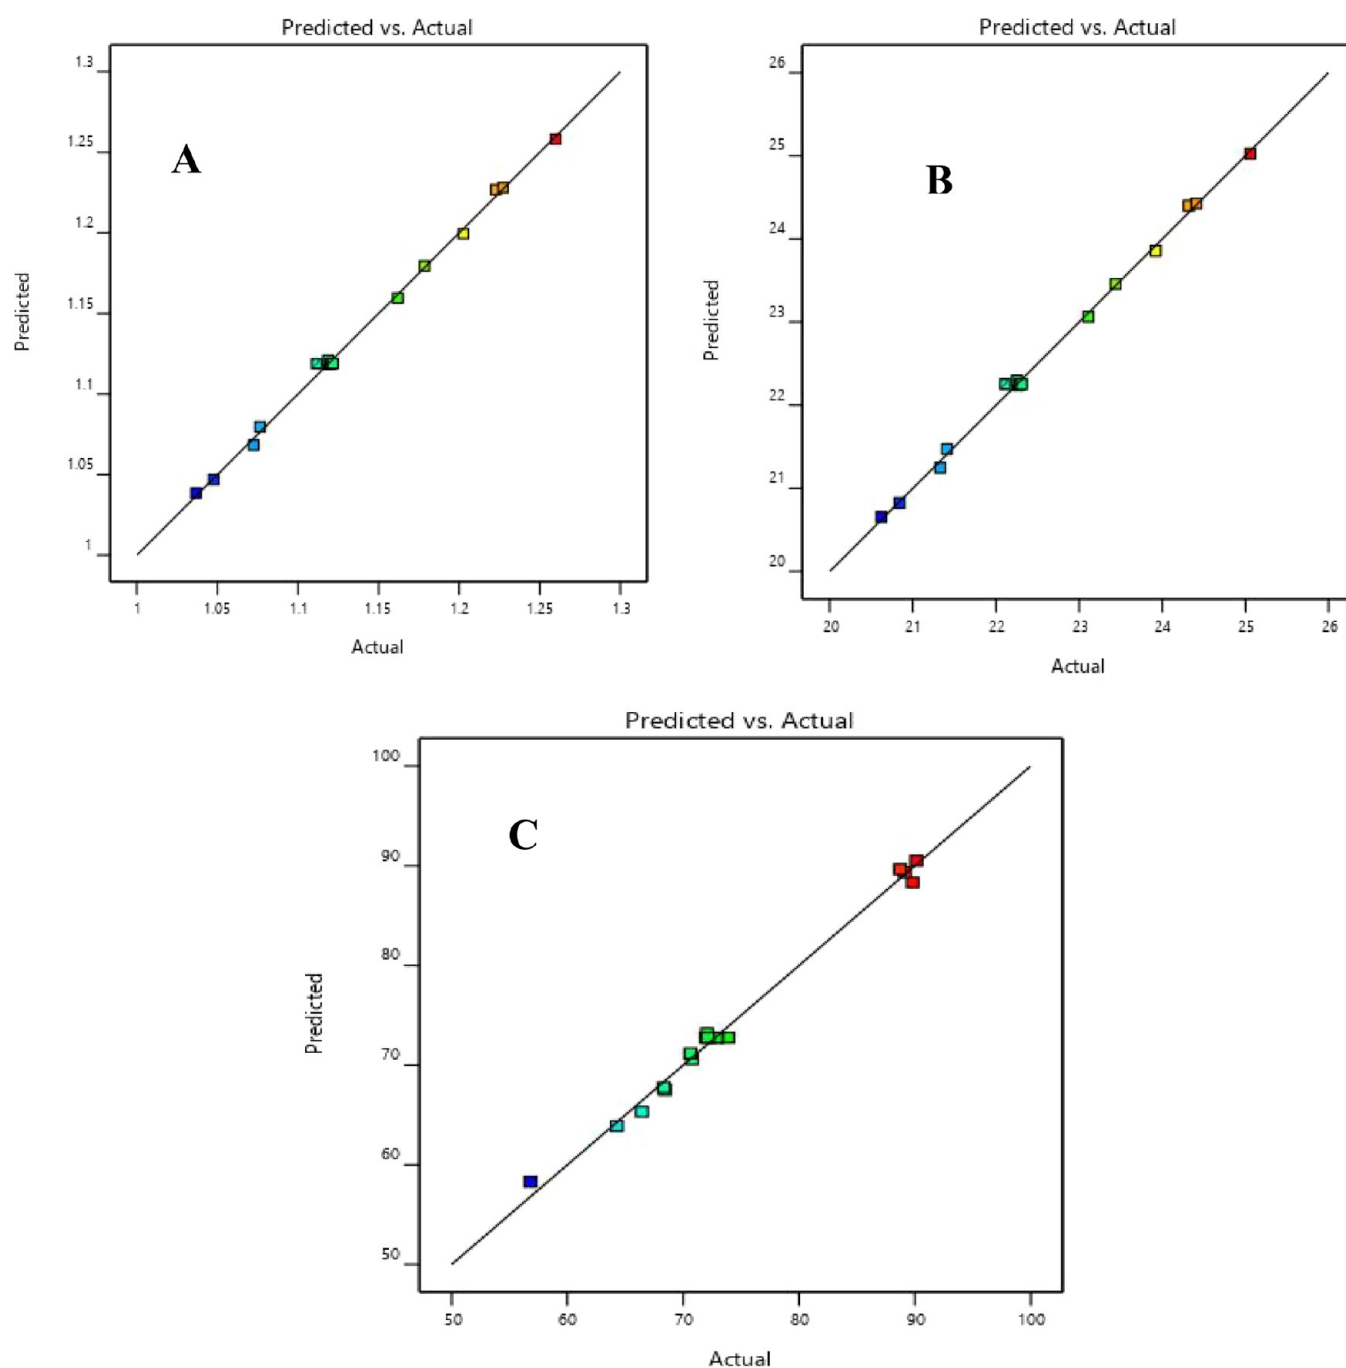 Predicted vs. Actual
A
Predicted
1.3
1.25
1.2
1.15
1.1
1.05
1
1 1.05 1.1 1.15 1.2 1.25 1.3
Actual
Predicted vs. Actual
B
Predicted
26
25
24
23
22
21
20
20 21 22 23 24 25 26
Actual
Predicted vs. Actual
C
Predicted
100
90
80
70
60
50
50 60 70 80 90 100
Actual